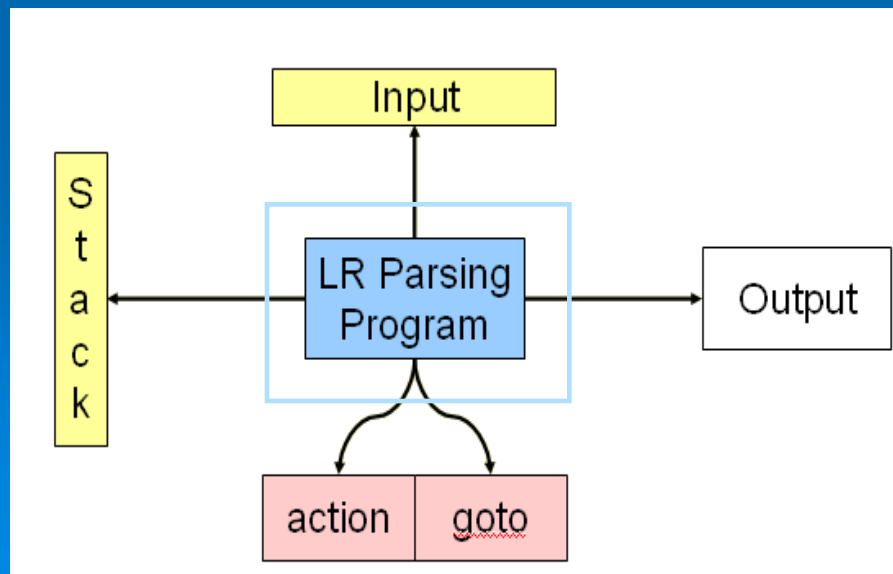 Input
S
t
a
c
k
LR Parsing
Program
Output
action
goto